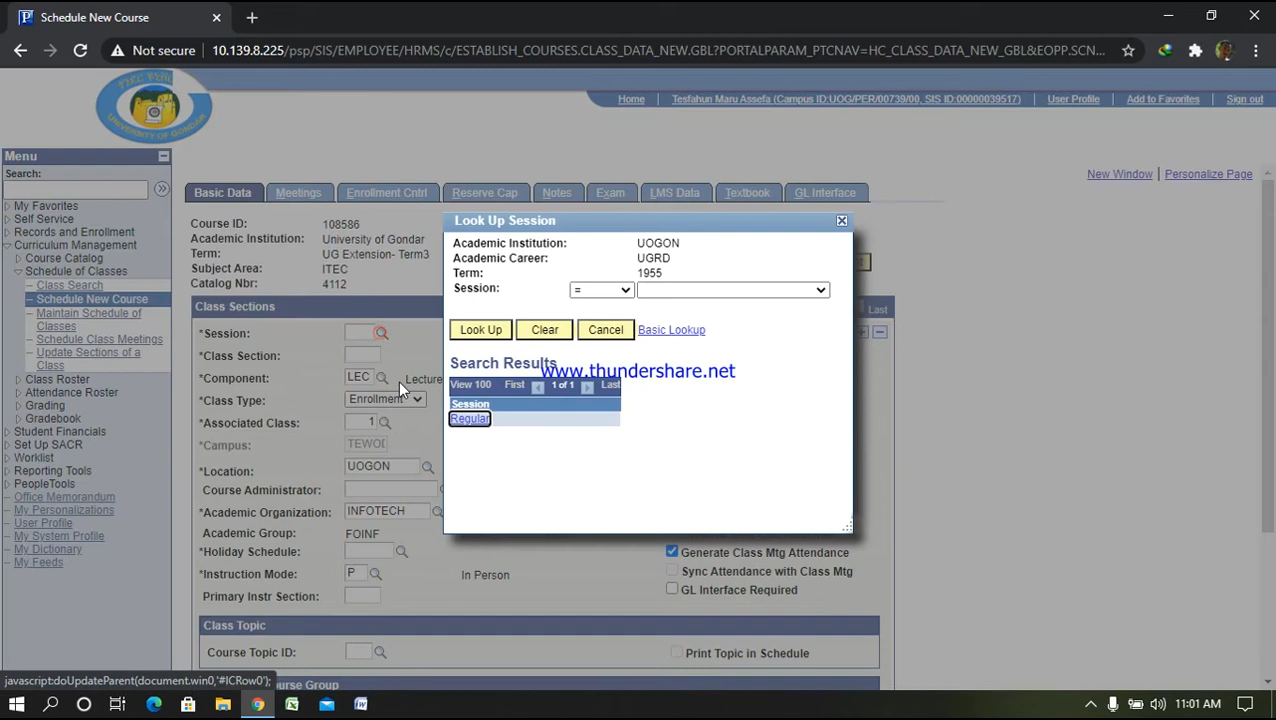 Schedule New Course
Not secure 10.139.8.225/psp/SIS/EMPLOYEE/HRMS/c/ESTABLISH_COURSES.CLASS_DATA_NEW.GBL?PORTALPARAM_PTCNAV=HC_CLASS_DATA_NEW_GBL&EOPP.SCN...
Home Tesfahun Maru Assefa (Campus ID:UOG/PER/00739/00, SIS ID:00000039517) User Profile Add to Favorites Sign out
UNIVERSITY OF GONDAR
Menu
Search:
My Favorites
Self Service
Records and Enrollment
Curriculum Management
Course Catalog
Schedule of Classes
Class Search
Schedule New Course
Maintain Schedule of
Classes
Schedule Class Meetings
Update Sections of a
Class
Class Roster
Attendance Roster
Grading
Gradebook
Student Financials
Set Up SACR
Worklist
Reporting Tools
PeopleTools
Office Memorandum
My Personalizations
User Profile
My System Profile
My Dictionary
My Feeds
New Window | Personalize Page
Basic Data Meetings Enrollment Cntrl Reserve Cap Notes Exam LMS Data Textbook GL Interface
Course ID: 108586
Academic Institution: University of Gondar
Term: UG Extension- Term3
Subject Area: ITEC
Catalog Nbr: 4112
Class Sections Last
*Session:
*Class Section:
*Component: LEC Lecture
*Class Type: Enrollment
*Associated Class: 1
*Campus: TEWOD
*Location: UOGON
Course Administrator:
*Academic Organization: INFOTECH
Academic Group: FOINF
*Holiday Schedule:
*Instruction Mode: P In Person
Primary Instr Section:
Generate Class Mtg Attendance
Sync Attendance with Class Mtg
GL Interface Required
Class Topic
Course Topic ID: Print Topic in Schedule
Course Group
Look Up Session
Academic Institution: UOGON
Academic Career: UGRD
Term: 1955
Session: =
Look Up Clear Cancel Basic Lookup
Search Results
www.thundershare.net
View 100 First 1 of 1 Last
Session
Regular
javascript:doUpdateParent(document.win0,'#ICRow0');
11:01 AM